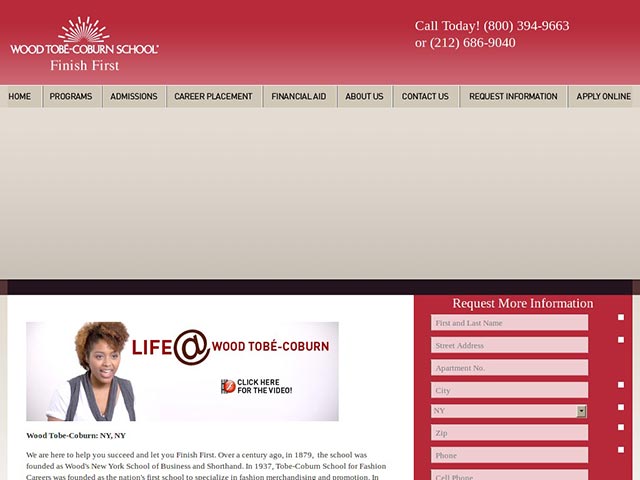 WOOD TOBÉ-COBURN SCHOOL
Finish First
Call Today! (800) 394-9663
or (212) 686-9040
HOME PROGRAMS ADMISSIONS CAREER PLACEMENT FINANCIAL AID ABOUT US CONTACT US REQUEST INFORMATION APPLY ONLINE
LIFE@WOOD TOBÉ-COBURN
CLICK HERE
FOR THE VIDEO!
Wood Tobe-Coburn: NY, NY
We are here to help you succeed and let you Finish First. Over a century ago, in 1879, the school was
founded as Wood's New York School of Business and Shorthand. In 1937, Tobe-Coburn School for Fashion
Careers was founded as the nation's first school to specialize in fashion merchandising and promotion. In
Request More Information
First and Last Name
Street Address
Apartment No.
City
NY
Zip
Phone
Cell Phone